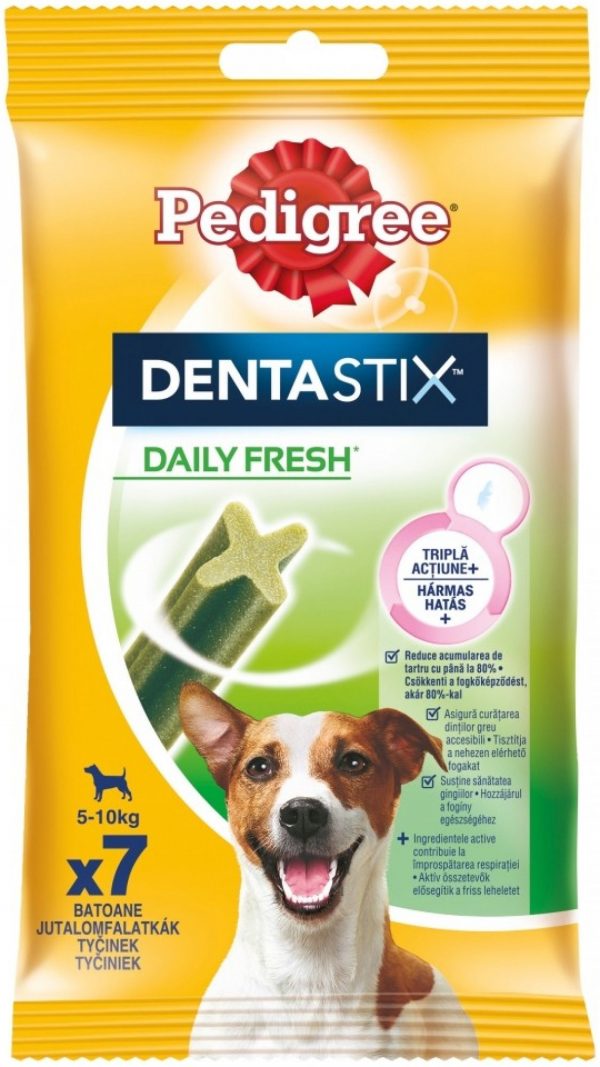 Pedigree®
DENTASTIX™
DAILY FRESH*
TRIPLĂ
ACȚIUNE+
HÁRMAS
HATÁS
+
Reduce acumularea de
tartru cu până la 80% •
Csökkenti a fogkőképződést,
akár 80%-kal
Asigură curățarea
dinților greu
accesibili • Tisztítja
a nehezen elérhető
fogakat
Susține sănătatea
gingiilor • Hozzájárul
a fogíny
egészségéhez
+ Ingredientele active
contribuie la
împrospătarea respirației
• Aktív összetevők
elősegítik a friss leheletet
5-10kg
x7
BATOANE
JUTALOMFALATKÁK
TYČINEK
TYČINIEK